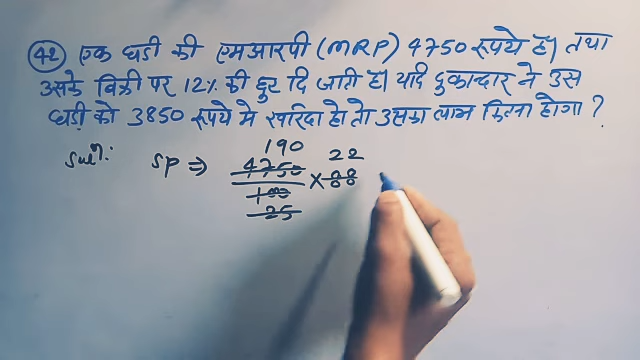 42 एक घडी की एमआरपी (MRP) 4750 रूपये है। तथा
उसके बिक्री पर 12% की छुट दि जाती है। यदि दुकानदार ने उस
घड़ी को 3850 रूपये मे खरिदा हो तो उसका लाभ कितना होगा ?
190
22
Sulⁿ: SP ⇒ 4750 × 88
100
25